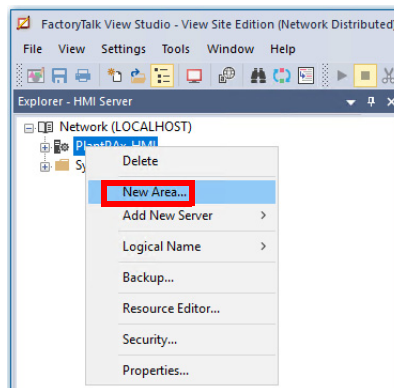 FactoryTalk View Studio - View Site Edition (Network Distributed)
File View Settings Tools Window Help
Explorer - HMI Server
Network (LOCALHOST)
PlantPAx_HMI
Delete
New Area...
Add New Server
Logical Name
Backup...
Resource Editor...
Security...
Properties...